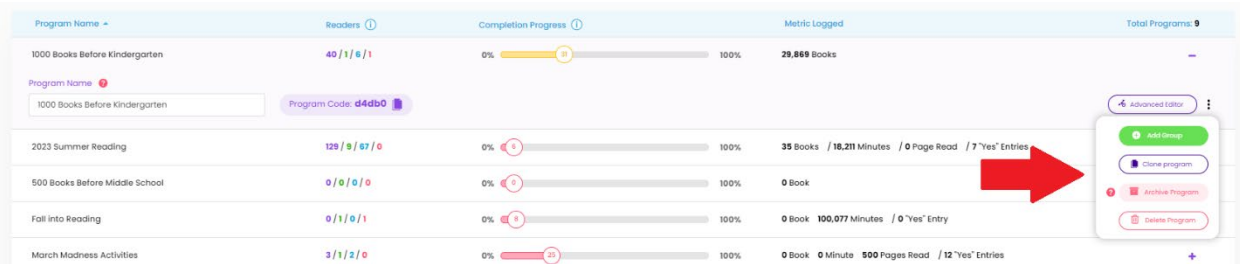 Program Name Readers Completion Progress Metric Logged Total Programs: 9
1000 Books Before Kindergarten 40 / 1 / 6 / 1 0% 31 100% 29,869 Books
Program Name
1000 Books Before Kindergarten Program Code: d4db0 Advanced Editor
Add Group
2023 Summer Reading 129 / 9 / 67 / 0 0% 5 100% 35 Books / 18,211 Minutes / 0 Page Read / 7 "Yes" Entries
Clone program
500 Books Before Middle School 0 / 0 / 0 / 0 0% 0 100% 0 Book
Archive Program
Fall into Reading 0 / 1 / 0 / 1 0% 8 100% 0 Book 100,077 Minutes / 0 "Yes" Entry
Delete Program
March Madness Activities 3 / 1 / 2 / 0 0% 25 100% 0 Book 0 Minute 500 Pages Read / 12 "Yes" Entries